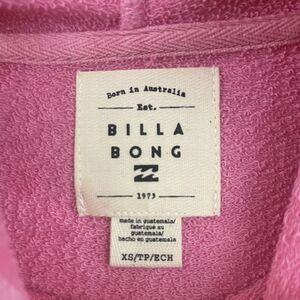 Born in Australia
Est.
BILLA
BONG
1973
made in guatemala/
fabriqué au
guatemala/
hecho en guatemala
XS/TP/ECH